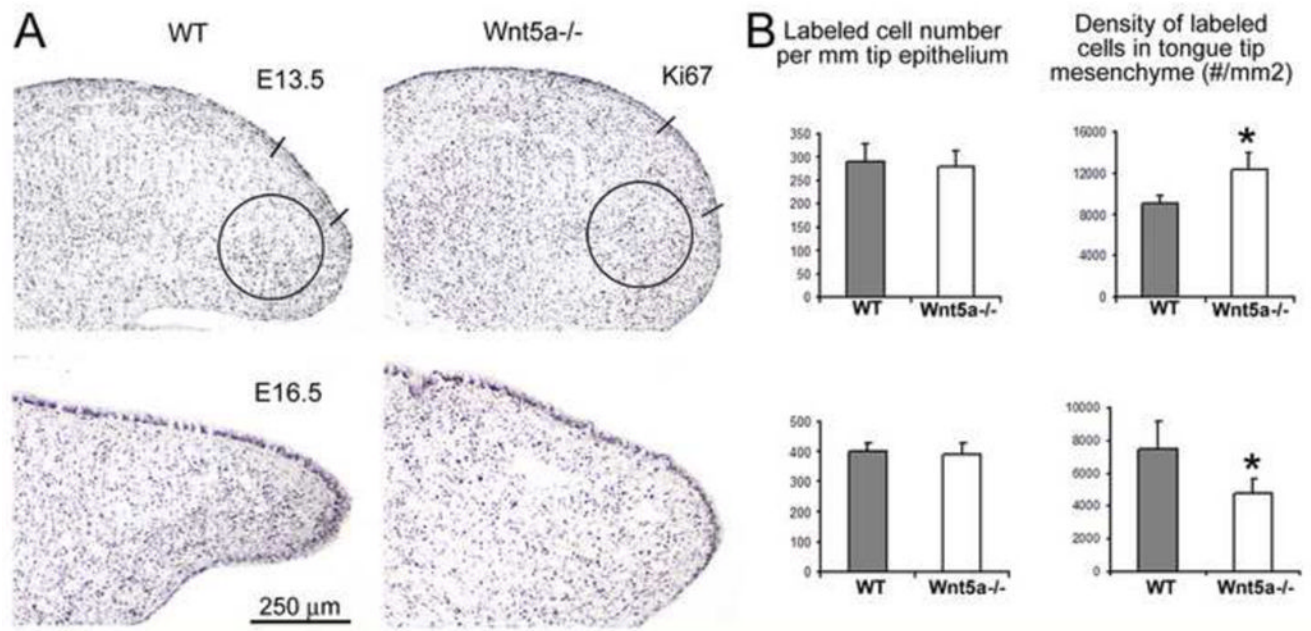 A
WT
Wnt5a-/-
E13.5
Ki67
E16.5
250 μm
B
Labeled cell number
per mm tip epithelium
Density of labeled
cells in tongue tip
mesenchyme (#/mm2)
350
300
250
200
150
100
50
0
WT
Wnt5a-/-
16000
12000
8000
4000
0
*
WT
Wnt5a-/-
500
400
300
200
100
0
WT
Wnt5a-/-
10000
8000
6000
4000
2000
0
*
WT
Wnt5a-/-